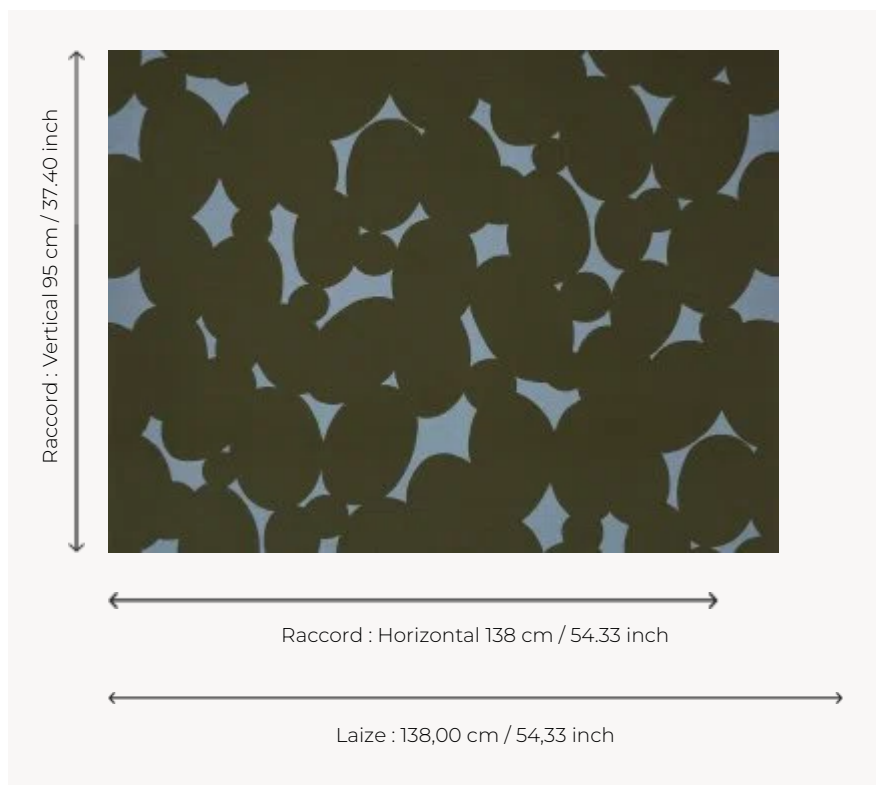 Raccord : Vertical 95 cm / 37.40 inch
Raccord : Horizontal 138 cm / 54.33 inch
Laize : 138,00 cm / 54,33 inch